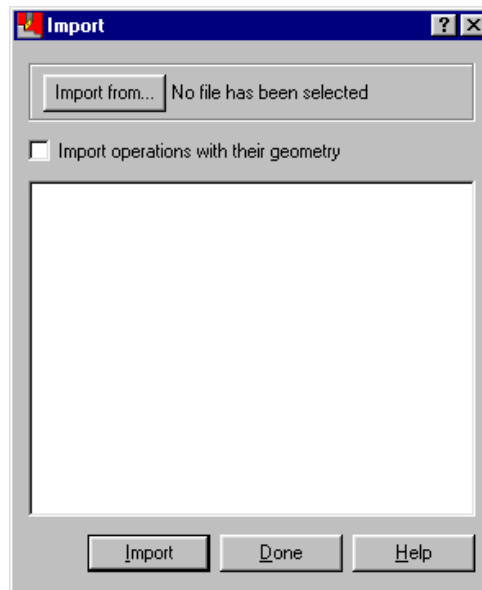 Import
Import from... No file has been selected
Import operations with their geometry
Import Done Help